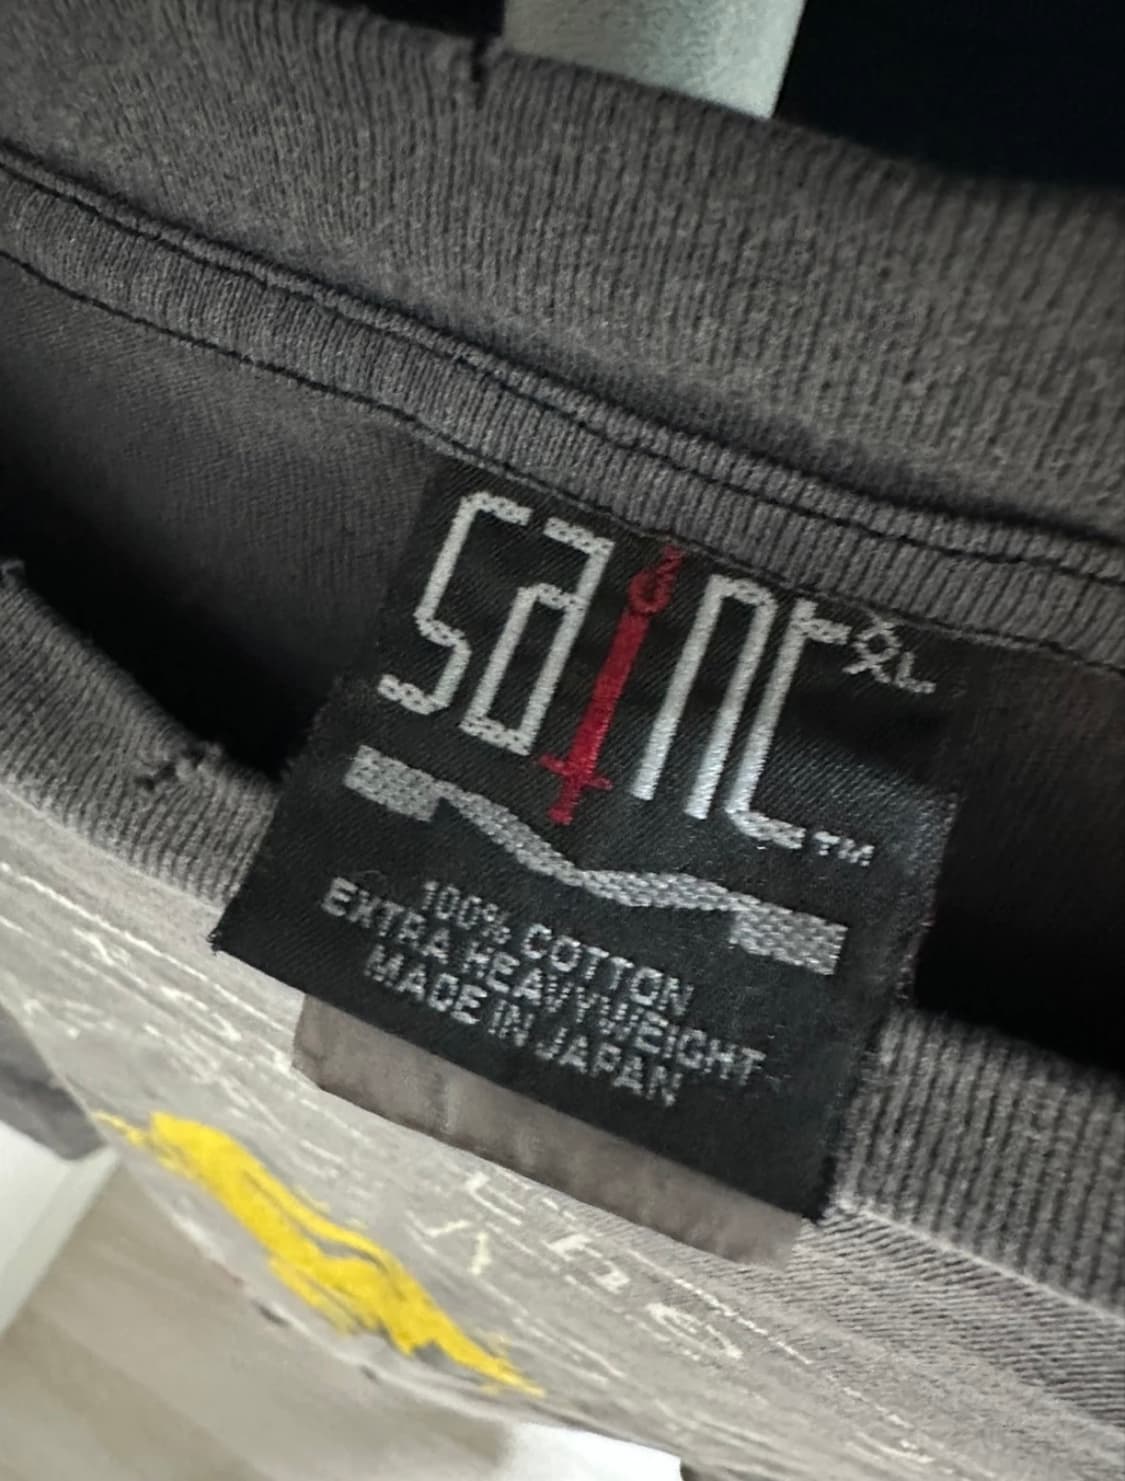 saint XL
TM
100% COTTON
EXTRA HEAVYWEIGHT
MADE IN JAPAN